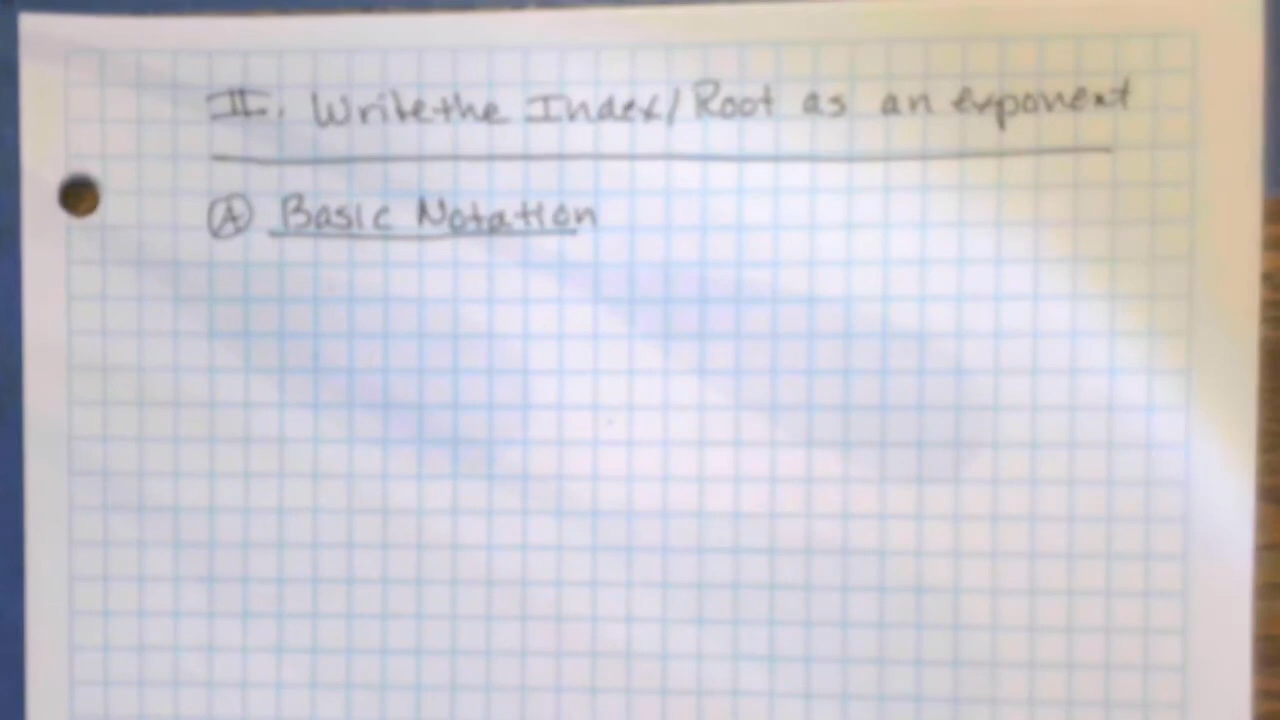 II. Write the Index/Root as an exponent
Ⓐ Basic Notation